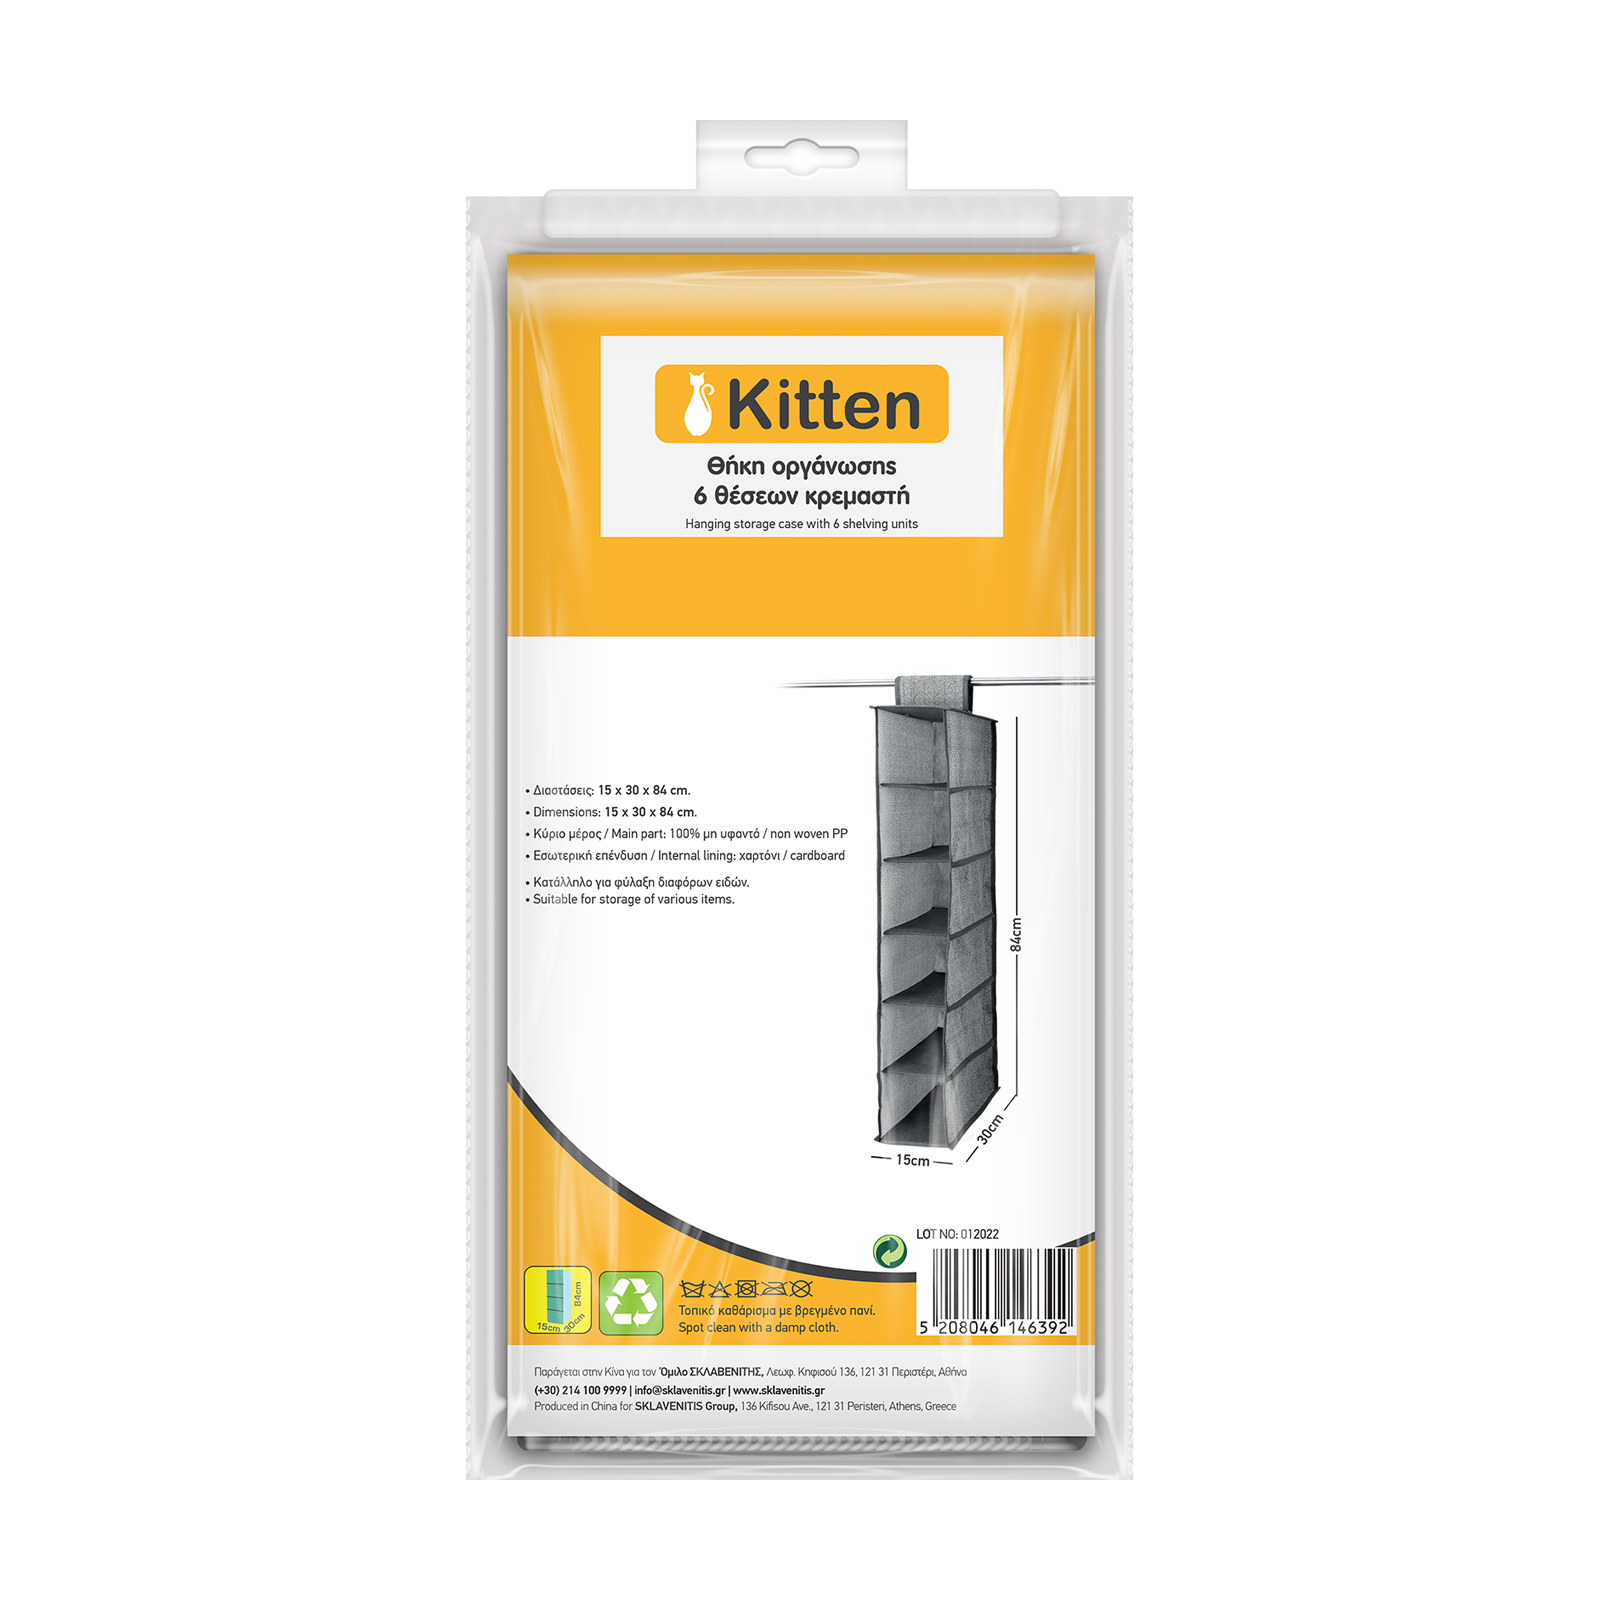 Kitten
Θήκη οργάνωσης
6 θέσεων κρεμαστή
Hanging storage case with 6 shelving units
• Διαστάσεις: 15 x 30 x 84 cm.
• Dimensions: 15 x 30 x 84 cm.
• Κύριο μέρος / Main part: 100% μη υφαντό / non woven PP
• Εσωτερική επένδυση / Internal lining: χαρτόνι / cardboard
• Κατάλληλο για φύλαξη διαφόρων ειδών.
• Suitable for storage of various items.
84cm
30cm
15cm
LOT NO: 012022
84cm
15cm 30cm
Τοπικό καθάρισμα με βρεγμένο πανί.
Spot clean with a damp cloth.
5 208046 146392
Παράγεται στην Κίνα για τον Όμιλο ΣΚΛΑΒΕΝΙΤΗΣ, Λεωφ. Κηφισού 136, 121 31 Περιστέρι, Αθήνα
(+30) 214 100 9999 | info@sklavenitis.gr | www.sklavenitis.gr
Produced in China for SKLAVENITIS Group, 136 Kifisou Ave., 121 31 Peristeri, Athens, Greece